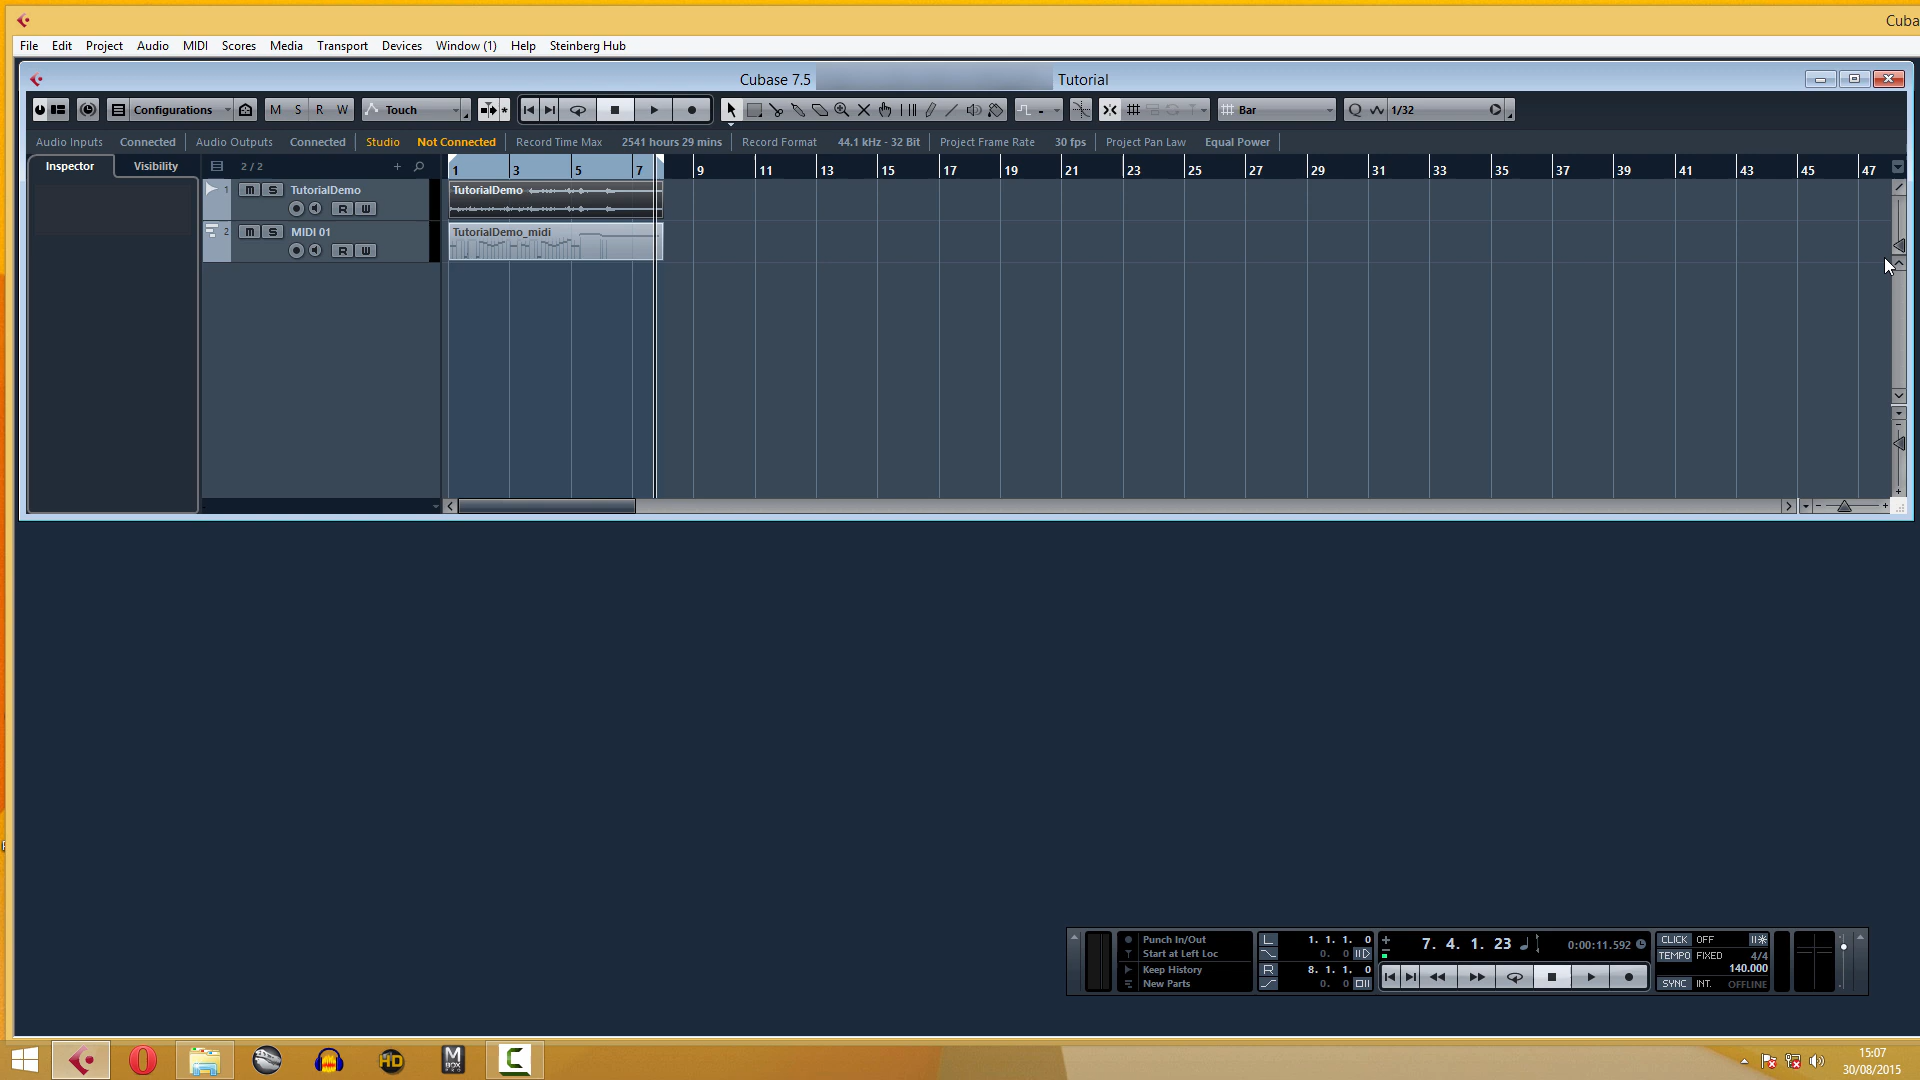 Cuba
File Edit Project Audio MIDI Scores Media Transport Devices Window (1) Help Steinberg Hub
Cubase 7.5 Tutorial
Configurations M S R W Touch Bar Q 1/32
Audio Inputs Connected Audio Outputs Connected Studio Not Connected Record Time Max 2541 hours 29 mins Record Format 44.1 kHz - 32 Bit Project Frame Rate 30 fps Project Pan Law Equal Power
Inspector Visibility 2 / 2 + 1 3 5 7 9 11 13 15 17 19 21 23 25 27 29 31 33 35 37 39 41 43 45 47
1 m S TutorialDemo TutorialDemo
R W
2 m S MIDI 01 TutorialDemo_midi
R W
Punch In/Out L 1. 1. 1. 0 7. 4. 1. 23 0:00:11.592 CLICK OFF
Start at Left Loc 0. 0 TEMPO FIXED 4/4
Keep History R 8. 1. 1. 0 140.000
New Parts 0. 0 SYNC INT. OFFLINE
HD M BOX PRO C
15:07
30/08/2015